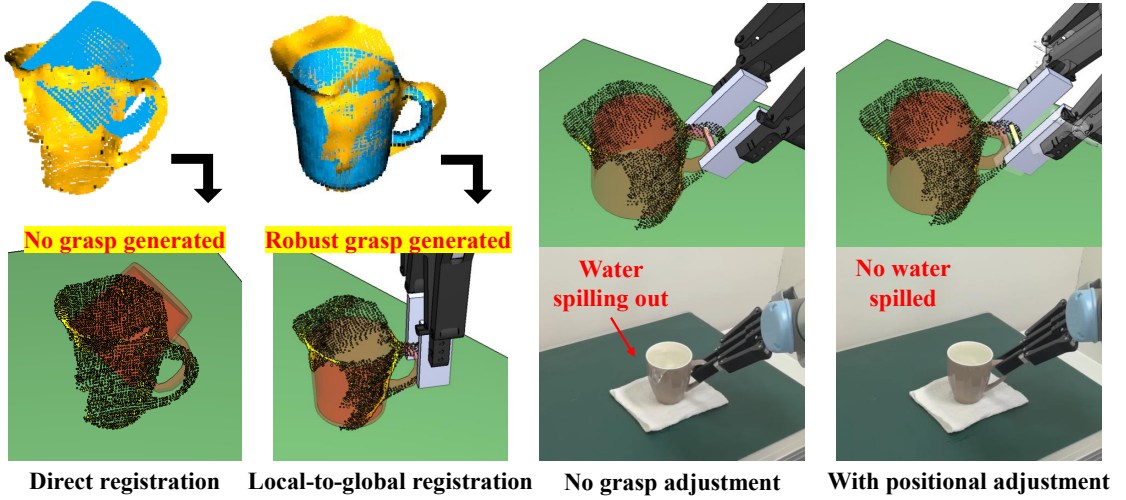 No grasp generated
Robust grasp generated
Water
spilling out
No water
spilled
Direct registration
Local-to-global registration
No grasp adjustment
With positional adjustment